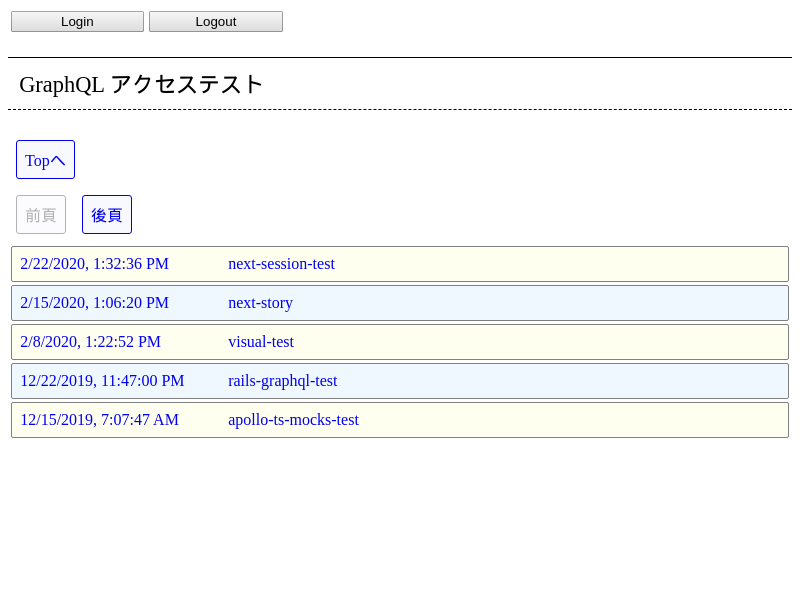 Login Logout
GraphQL アクセステスト
Topへ
前頁 後頁
2/22/2020, 1:32:36 PM next-session-test
2/15/2020, 1:06:20 PM next-story
2/8/2020, 1:22:52 PM visual-test
12/22/2019, 11:47:00 PM rails-graphql-test
12/15/2019, 7:07:47 AM apollo-ts-mocks-test